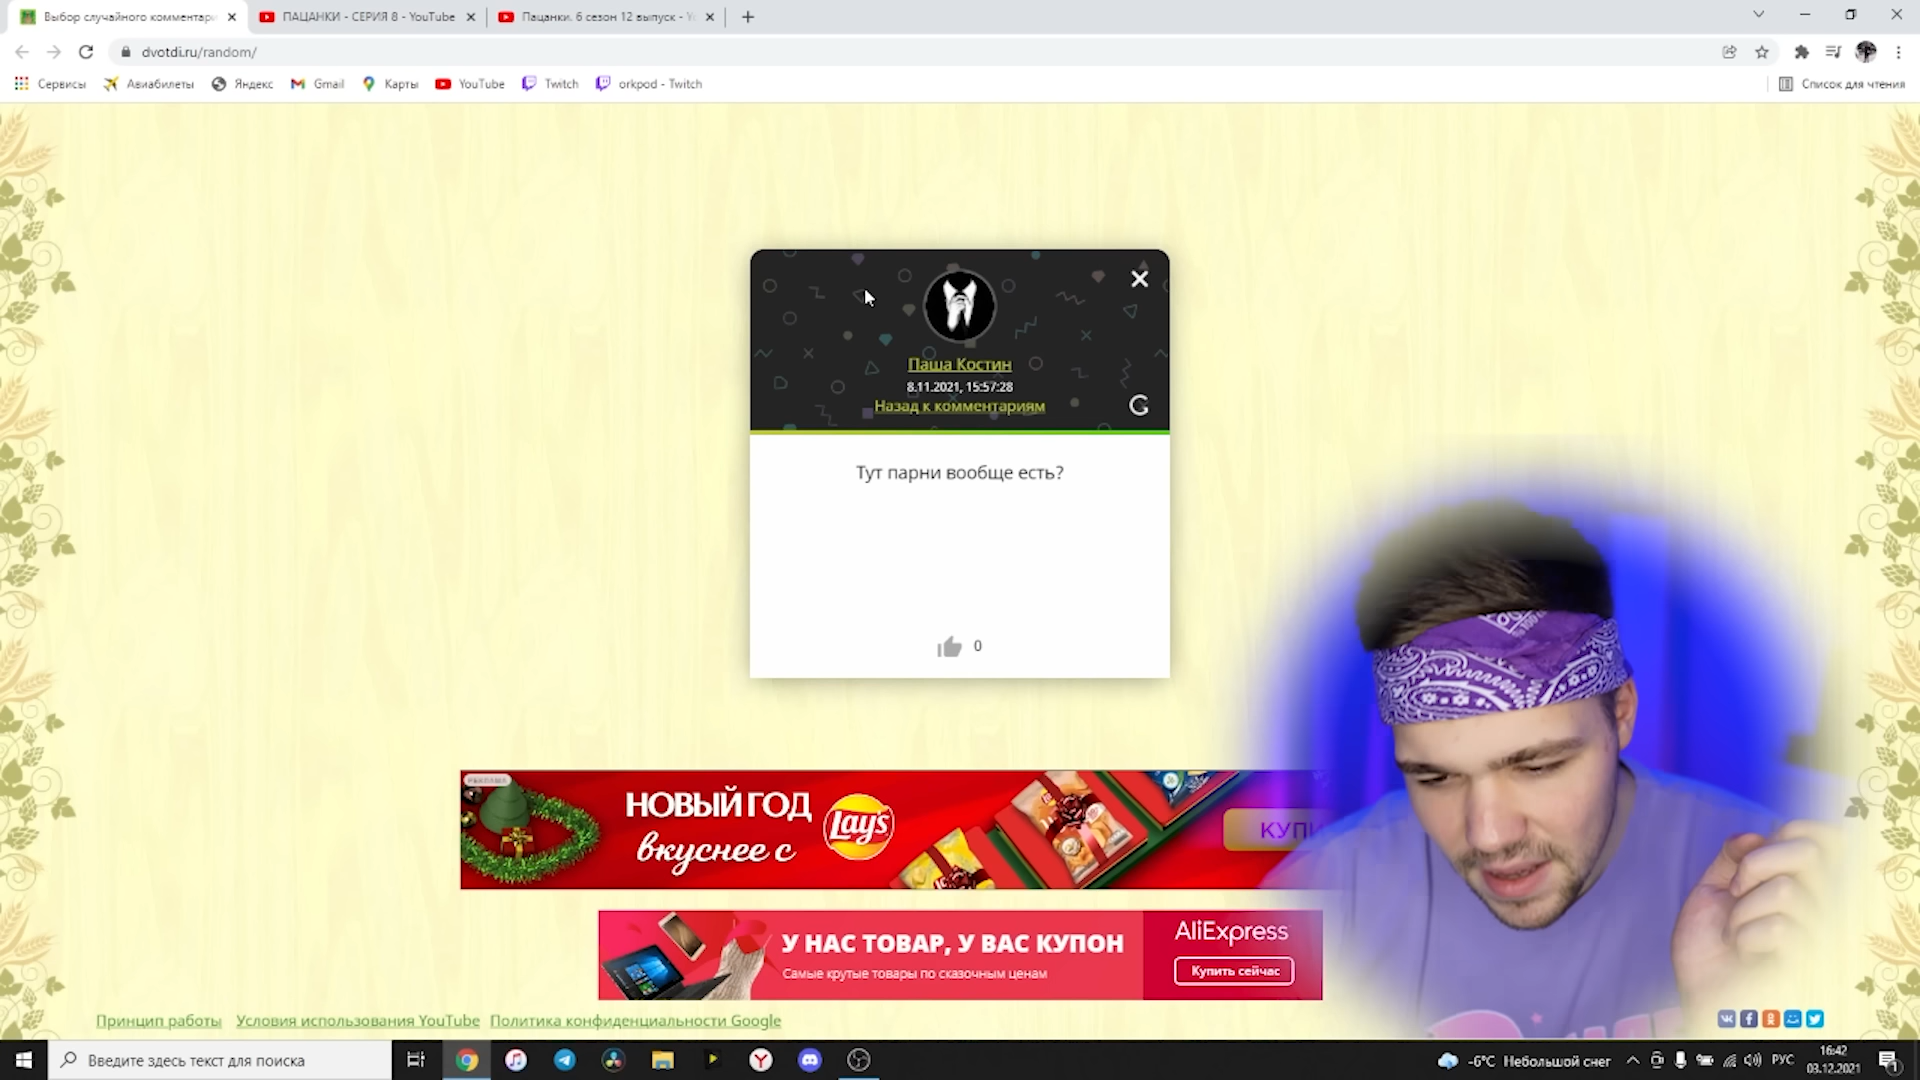 Выбор случайного комментари
ПАЦАНКИ - СЕРИЯ 8 - YouTube
Пацанки. 6 сезон 12 выпуск -
dvotdi.ru/random/
Сервисы
Авиабилеты
Яндекс
Gmail
Карты
YouTube
Twitch
orkpod - Twitch
Список для чтения
Паша Костин
8.11.2021, 15:57:28
Назад к комментариям
Тут парни вообще есть?
0
НОВЫЙ ГОД
вкуснее с
Lay's
КУПИ
У НАС ТОВАР, У ВАС КУПОН
Самые крутые товары по сказочным ценам
AliExpress
Купить сейчас
Принцип работы
Условия использования YouTube
Политика конфиденциальности Google
Введите здесь текст для поиска
-6°C Небольшой снег
РУС
16:42
03.12.2021
1